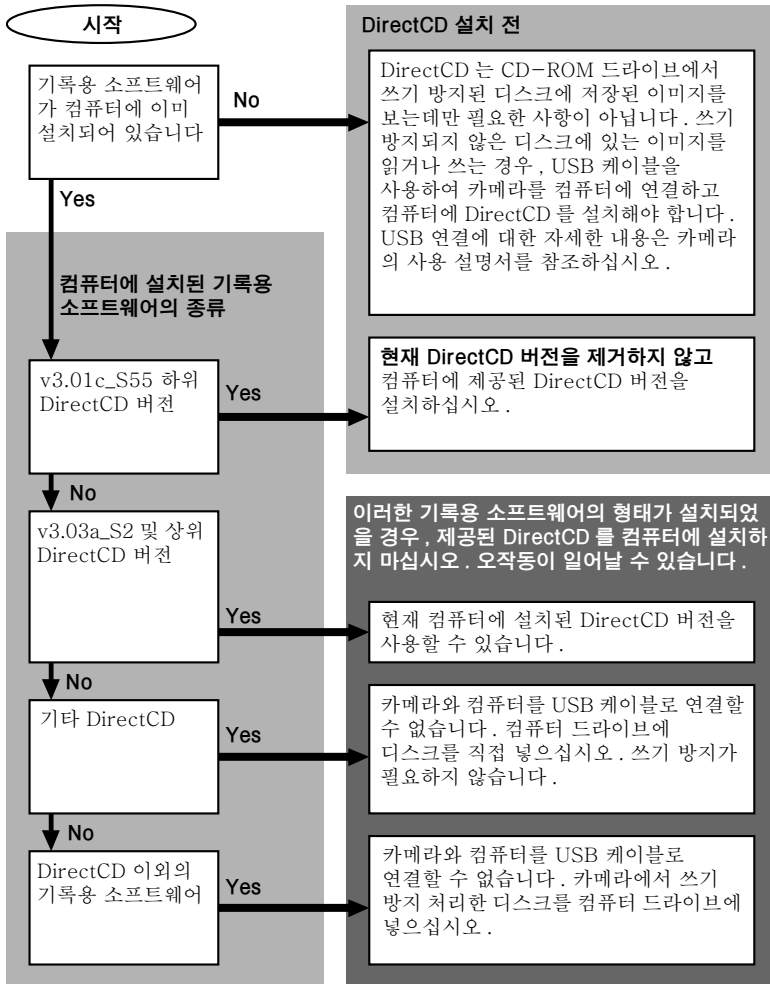 시작
기록용 소프트웨어
가 컴퓨터에 이미
설치되어 있습니다
No
Yes
DirectCD 설치 전
DirectCD 는 CD-ROM 드라이브에서
쓰기 방지된 디스크에 저장된 이미지를
보는데만 필요한 사항이 아닙니다 . 쓰기
방지되지 않은 디스크에 있는 이미지를
읽거나 쓰는 경우 , USB 케이블을
사용하여 카메라를 컴퓨터에 연결하고
컴퓨터에 DirectCD 를 설치해야 합니다 .
USB 연결에 대한 자세한 내용은 카메라
의 사용 설명서를 참조하십시오 .
컴퓨터에 설치된 기록용
소프트웨어의 종류
v3.01c_S55 하위
DirectCD 버전
Yes
현재 DirectCD 버전을 제거하지 않고
컴퓨터에 제공된 DirectCD 버전을
설치하십시오 .
No
이러한 기록용 소프트웨어의 형태가 설치되었
을 경우 , 제공된 DirectCD 를 컴퓨터에 설치하
지 마십시오 . 오작동이 일어날 수 있습니다 .
v3.03a_S2 및 상위
DirectCD 버전
Yes
현재 컴퓨터에 설치된 DirectCD 버전을
사용할 수 있습니다 .
No
기타 DirectCD
Yes
카메라와 컴퓨터를 USB 케이블로 연결할
수 없습니다 . 컴퓨터 드라이브에
디스크를 직접 넣으십시오 . 쓰기 방지가
필요하지 않습니다 .
No
DirectCD 이외의
기록용 소프트웨어
Yes
카메라와 컴퓨터를 USB 케이블로
연결할 수 없습니다 . 카메라에서 쓰기
방지 처리한 디스크를 컴퓨터 드라이브에
넣으십시오 .